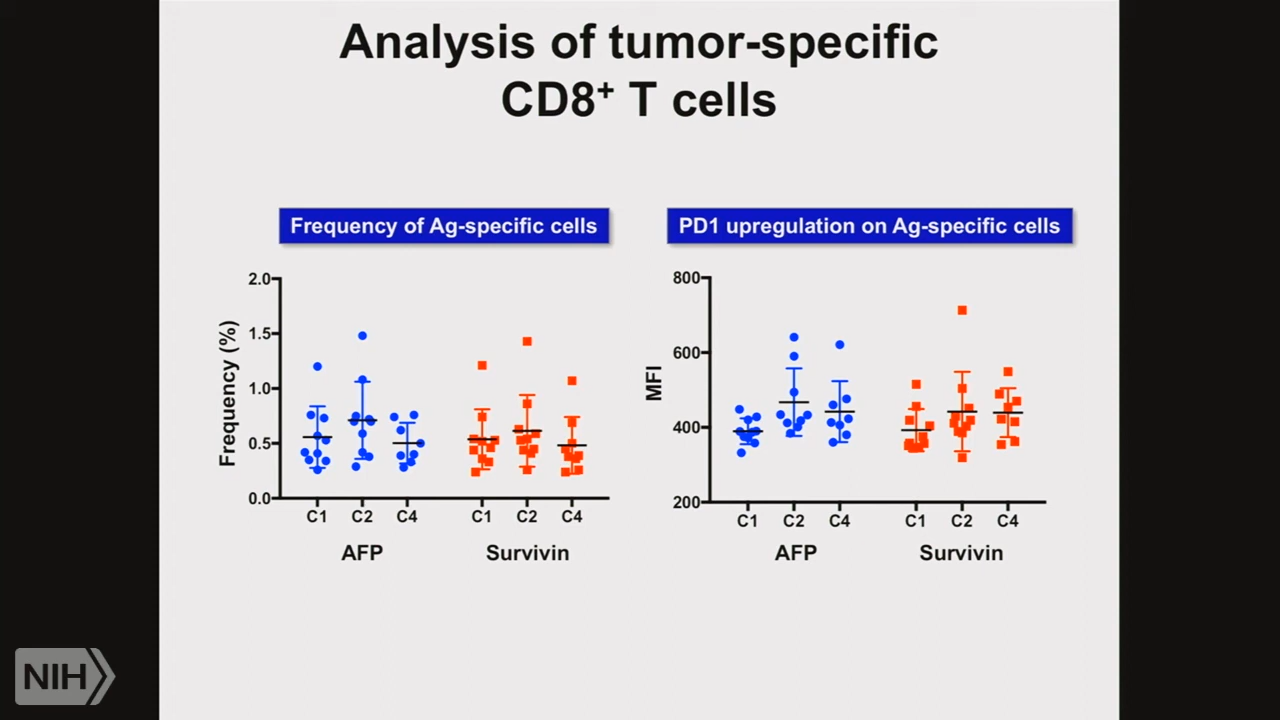 Analysis of tumor-specific
CD8+ T cells
Frequency of Ag-specific cells
Frequency (%)
2.0
1.5
1.0
0.5
0.0
C1 C2 C4 C1 C2 C4
AFP Survivin
PD1 upregulation on Ag-specific cells
MFI
800
600
400
200
C1 C2 C4 C1 C2 C4
AFP Survivin
NIH